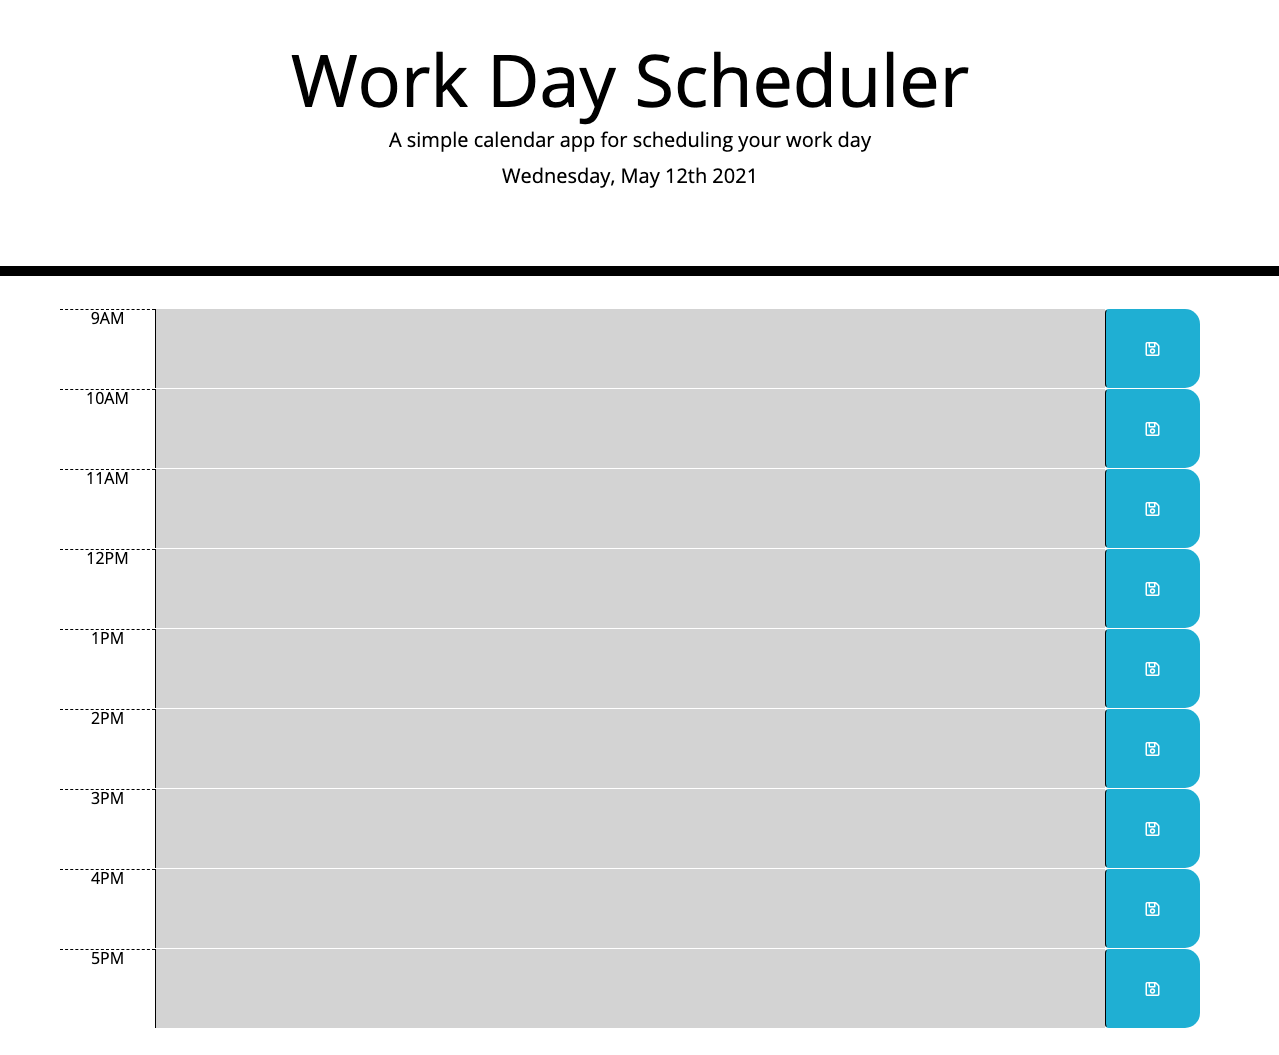 Work Day Scheduler
A simple calendar app for scheduling your work day
Wednesday, May 12th 2021
9AM
10AM
11AM
12PM
1PM
2PM
3PM
4PM
5PM